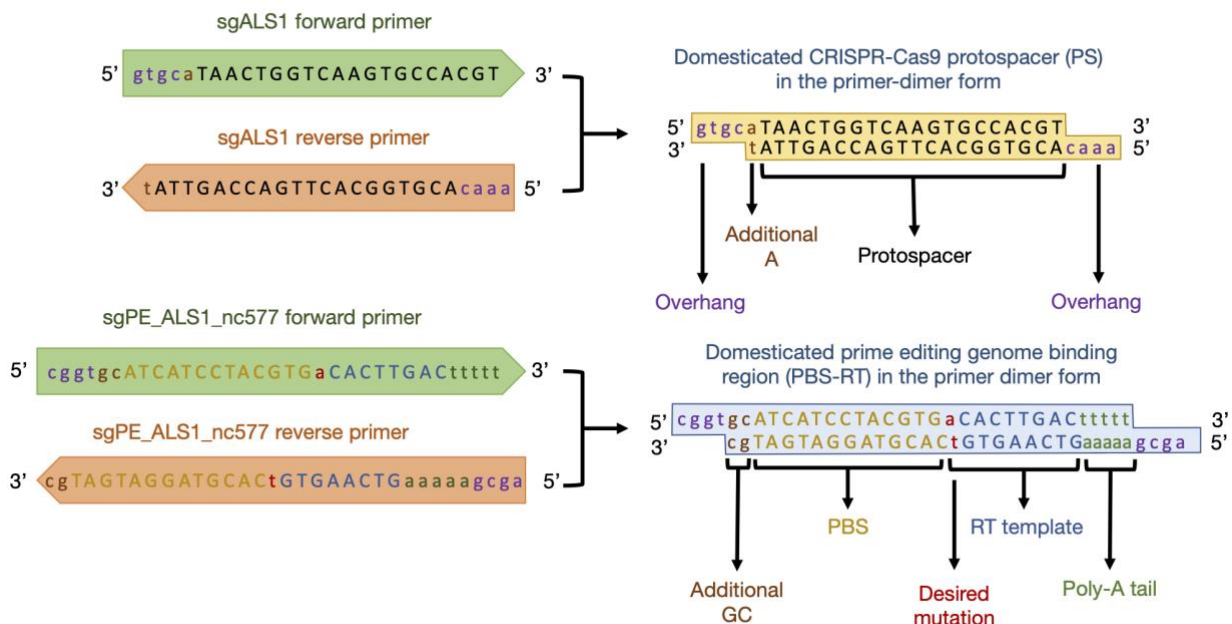 sgALS1 forward primer
5’ gtgcaTAACTGGTCAAGTGCCACGT 3’
sgALS1 reverse primer
3’ tATTGACCAGTTCACGGTGCAcaaa 5’
Domesticated CRISPR-Cas9 protospacer (PS)
in the primer-dimer form
5’ gtgcaTAACTGGTCAAGTGCCACGT 3’
3’ tATTGACCAGTTCACGGTGCAcaaa 5’
Additional
A
Protospacer
Overhang
Overhang
sgPE_ALS1_nc577 forward primer
5’ cggtgcATCATCCTACGTGaCACTTGACttttt 3’
sgPE_ALS1_nc577 reverse primer
3’ cgTAGTAGGATGCACtGTGAACTGaaaaagcga 5’
Domesticated prime editing genome binding
region (PBS-RT) in the primer dimer form
5’ cggtgcATCATCCTACGTGaCACTTGACttttt 3’
3’ cgTAGTAGGATGCACtGTGAACTGaaaaagcga 5’
PBS
RT template
Additional
GC
Desired
mutation
Poly-A tail